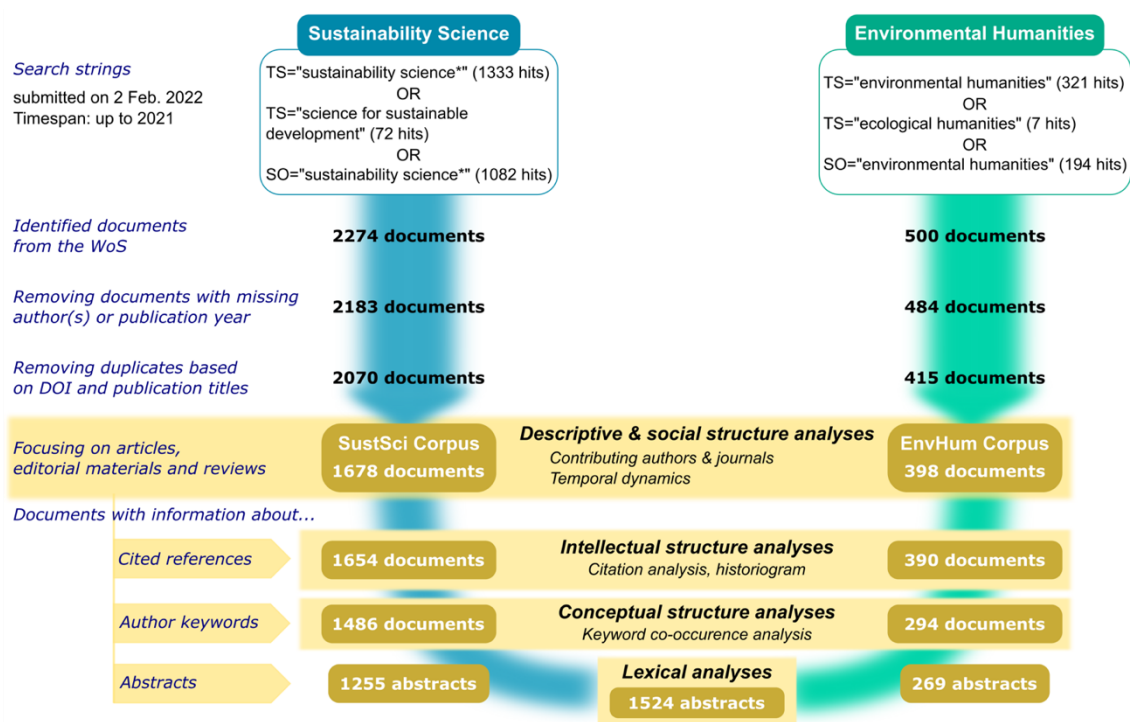 Sustainability Science
Environmental Humanities
Search strings
submitted on 2 Feb. 2022
Timespan: up to 2021
TS="sustainability science*" (1333 hits)
OR
TS="science for sustainable
development" (72 hits)
OR
SO="sustainability science*" (1082 hits)
TS="environmental humanities" (321 hits)
OR
TS="ecological humanities" (7 hits)
OR
SO="environmental humanities" (194 hits)
Identified documents
from the WoS
2274 documents
500 documents
Removing documents with missing
author(s) or publication year
2183 documents
484 documents
Removing duplicates based
on DOI and publication titles
2070 documents
415 documents
Focusing on articles,
editorial materials and reviews
SustSci Corpus
1678 documents
Descriptive & social structure analyses
Contributing authors & journals
Temporal dynamics
EnvHum Corpus
398 documents
Documents with information about...
Cited references
1654 documents
Intellectual structure analyses
Citation analysis, historiogram
390 documents
Author keywords
1486 documents
Conceptual structure analyses
Keyword co-occurence analysis
294 documents
Abstracts
1255 abstracts
Lexical analyses
1524 abstracts
269 abstracts